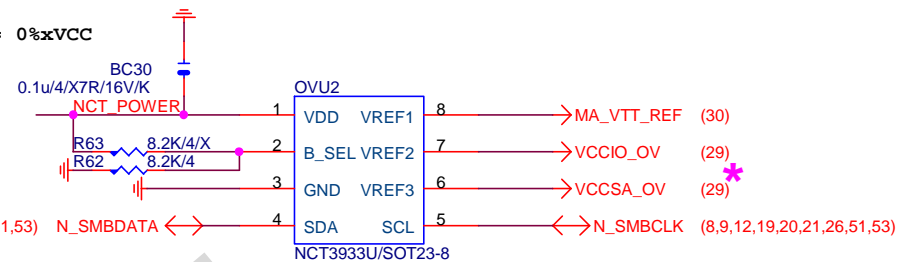 = 0%xVCC
BC30
0.1u/4/X7R/16V/K
OVU2
NCT_POWER
1 VDD VREF1 8 MA_VTT_REF (30)
R63 8.2K/4/X
2 B_SEL VREF2 7 VCCIO_OV (29)
R62 8.2K/4
*
3 GND VREF3 6 VCCSA_OV (29)
1,53) N_SMBDATA 4 SDA SCL 5 N_SMBCLK (8,9,12,19,20,21,26,51,53)
NCT3933U/SOT23-8